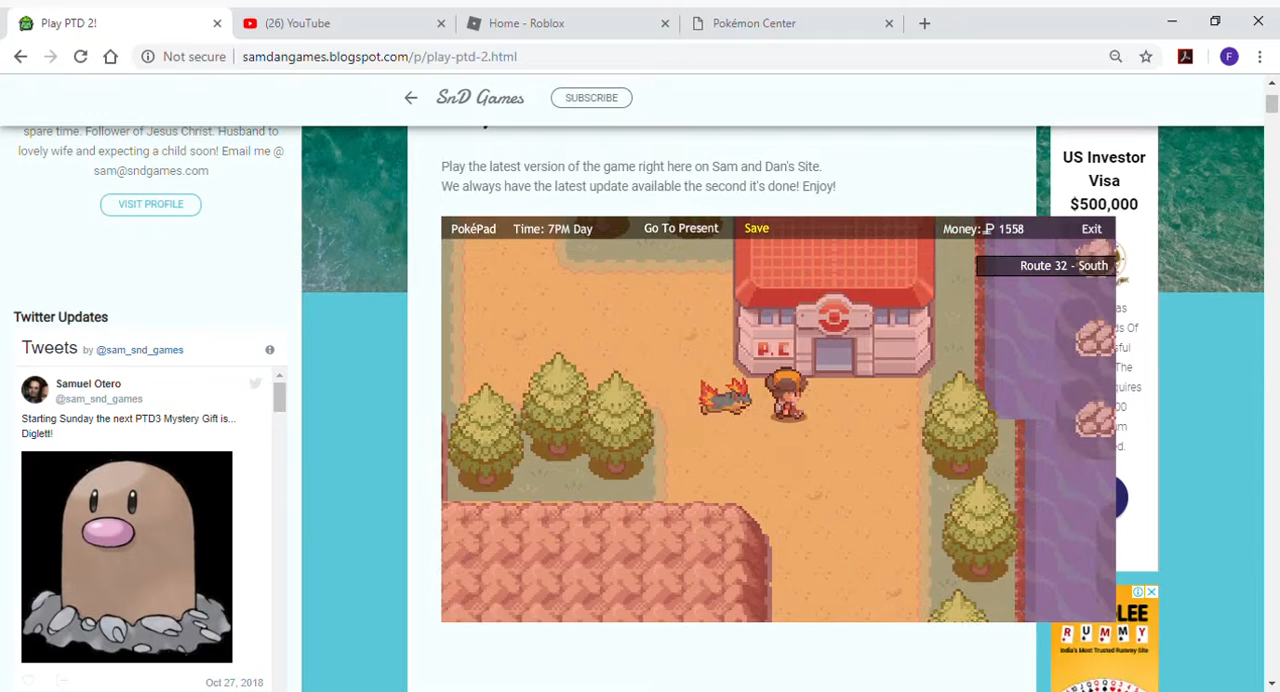 Play PTD 2!
(26) YouTube
Home - Roblox
Pokémon Center
Not secure
samdangames.blogspot.com/p/play-ptd-2.html
F
SnD Games
SUBSCRIBE
spare time. Follower of Jesus Christ. Husband to
lovely wife and expecting a child soon! Email me @
sam@sndgames.com
VISIT PROFILE
Twitter Updates
Tweets by @sam_snd_games
Samuel Otero
@sam_snd_games
Starting Sunday the next PTD3 Mystery Gift is...
Diglett!
Oct 27, 2018
Play the latest version of the game right here on Sam and Dan's Site.
We always have the latest update available the second it's done! Enjoy!
PokéPad
Time: 7PM Day
Go To Present
Save
Money: P 1558
Exit
Route 32 - South
P.C
US Investor
Visa
$500,000
RUMMY
India's Most Trusted Rummy Site